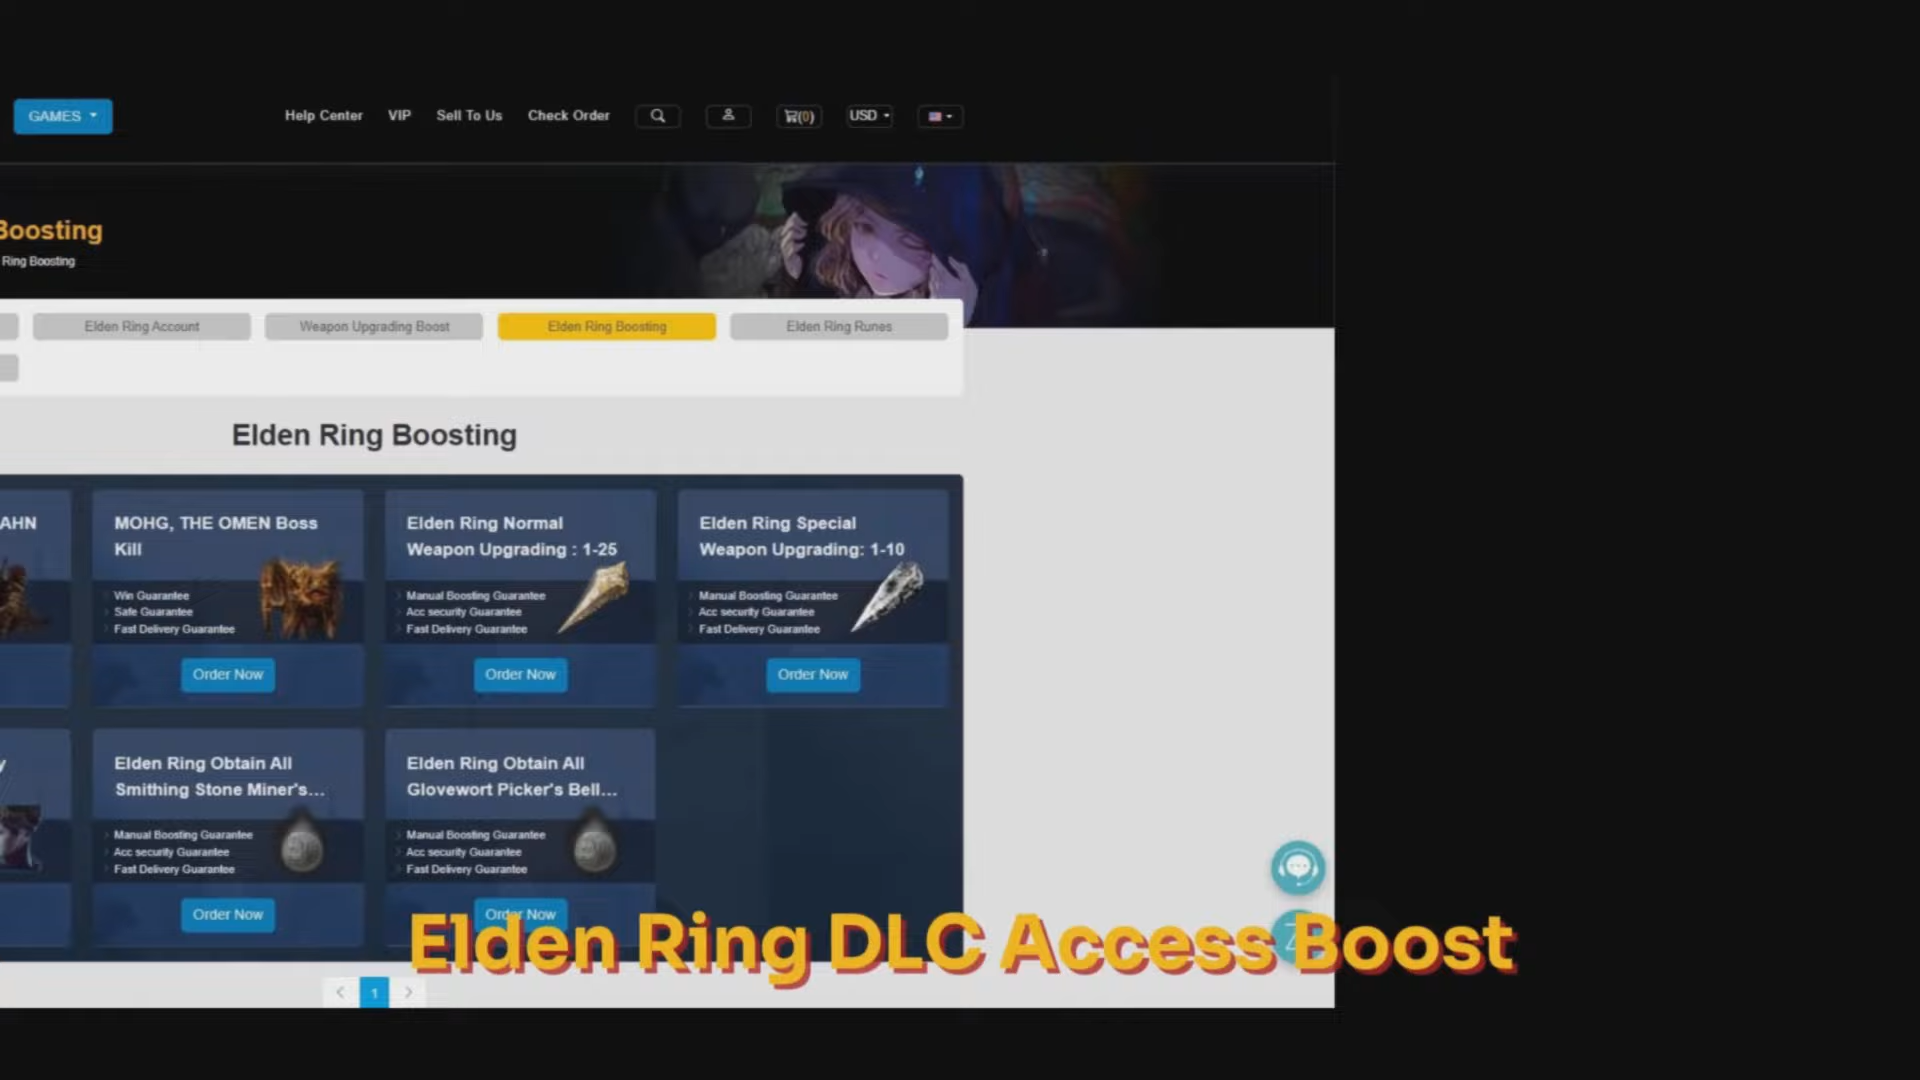 GAMES
Help Center
VIP
Sell To Us
Check Order
(0)
USD
Boosting
Ring Boosting
Elden Ring Account
Weapon Upgrading Boost
Elden Ring Boosting
Elden Ring Runes
Elden Ring Boosting
AHN
MOHG, THE OMEN Boss
Kill
Win Guarantee
Safe Guarantee
Fast Delivery Guarantee
Order Now
Elden Ring Normal
Weapon Upgrading : 1-25
Manual Boosting Guarantee
Acc security Guarantee
Fast Delivery Guarantee
Order Now
Elden Ring Special
Weapon Upgrading: 1-10
Manual Boosting Guarantee
Acc security Guarantee
Fast Delivery Guarantee
Order Now
y
Elden Ring Obtain All
Smithing Stone Miner's...
Manual Boosting Guarantee
Acc security Guarantee
Fast Delivery Guarantee
Order Now
Elden Ring Obtain All
Glovewort Picker's Bell...
Manual Boosting Guarantee
Acc security Guarantee
Fast Delivery Guarantee
Order Now
Elden Ring DLC Access Boost
1